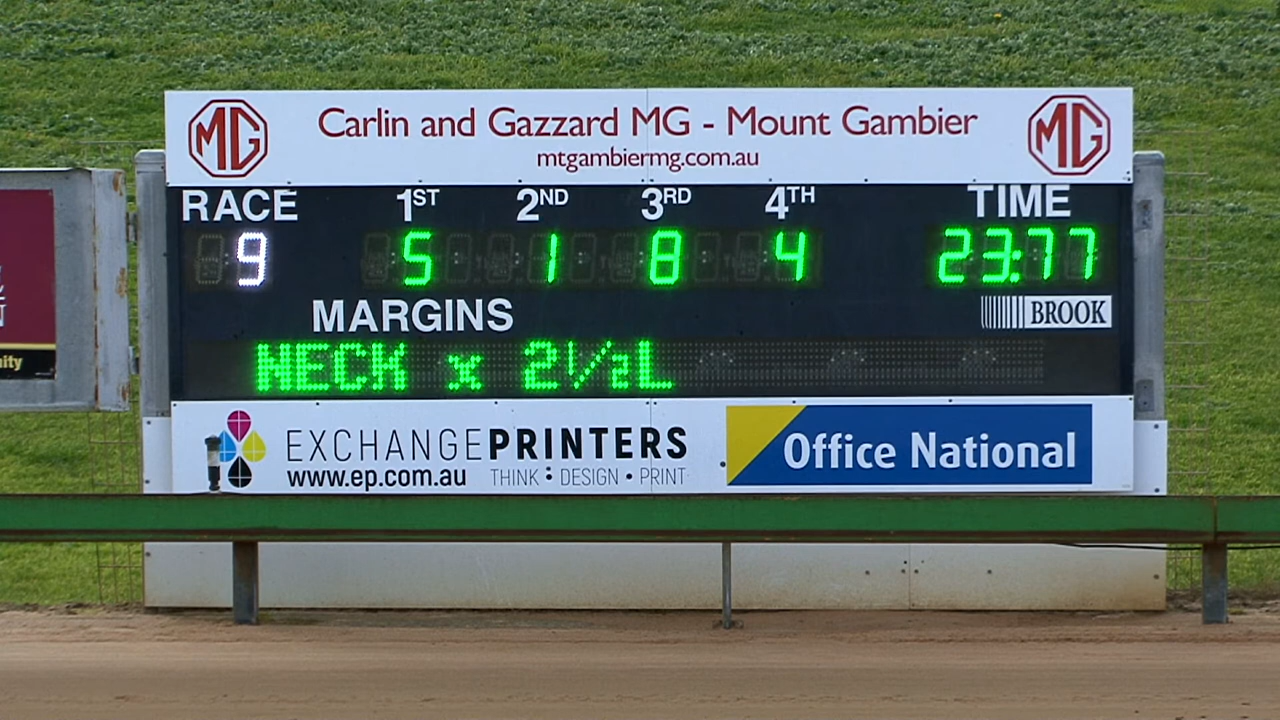 MG Carlin and Gazzard MG - Mount Gambier MG
mtgambiermg.com.au
RACE 1ST 2ND 3RD 4TH TIME
9 5 1 8 4 23:77
MARGINS BROOK
NECK x 2½L
EXCHANGEPRINTERS Office National
www.ep.com.au THINK : DESIGN • PRINT